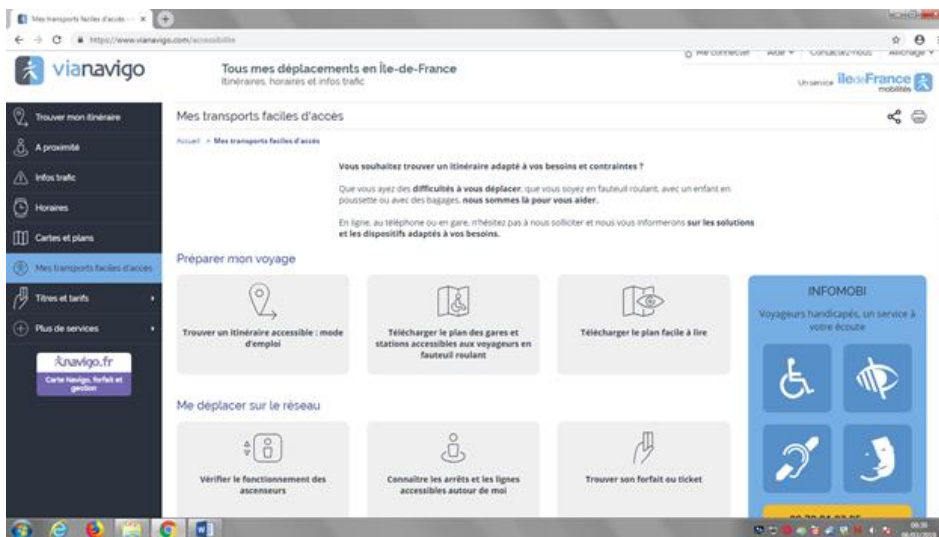 Mes transports faciles d'accès
https://www.vianavigo.com/accessibilite
Me connecter
Aide
Contactez-nous
Affichage
vianavigo
Tous mes déplacements en Île-de-France
Itinéraires, horaires et infos trafic
Un service îledeFrance
mobilités
Trouver mon itinéraire
A proximité
Infos trafic
Horaires
Cartes et plans
Mes transports faciles d'accès
Titres et tarifs
Plus de services
navigo.fr
Carte Navigo, forfait et
gestion
Mes transports faciles d'accès
Accueil > Mes transports faciles d'accès
Vous souhaitez trouver un itinéraire adapté à vos besoins et contraintes ?
Que vous ayez des difficultés à vous déplacer, que vous soyez en fauteuil roulant, avec un enfant en
poussette ou avec des bagages, nous sommes là pour vous aider.
En ligne, au téléphone ou en gare, n'hésitez pas à nous solliciter et nous vous informerons sur les solutions
et les dispositifs adaptés à vos besoins.
Préparer mon voyage
Trouver un itinéraire accessible : mode
d'emploi
Télécharger le plan des gares et
stations accessibles aux voyageurs en
fauteuil roulant
Télécharger le plan facile à lire
Me déplacer sur le réseau
Vérifier le fonctionnement des
ascenseurs
Connaître les arrêts et les lignes
accessibles autour de moi
Trouver son forfait ou ticket
INFOMOBI
Voyageurs handicapés, un service à
votre écoute
09:39